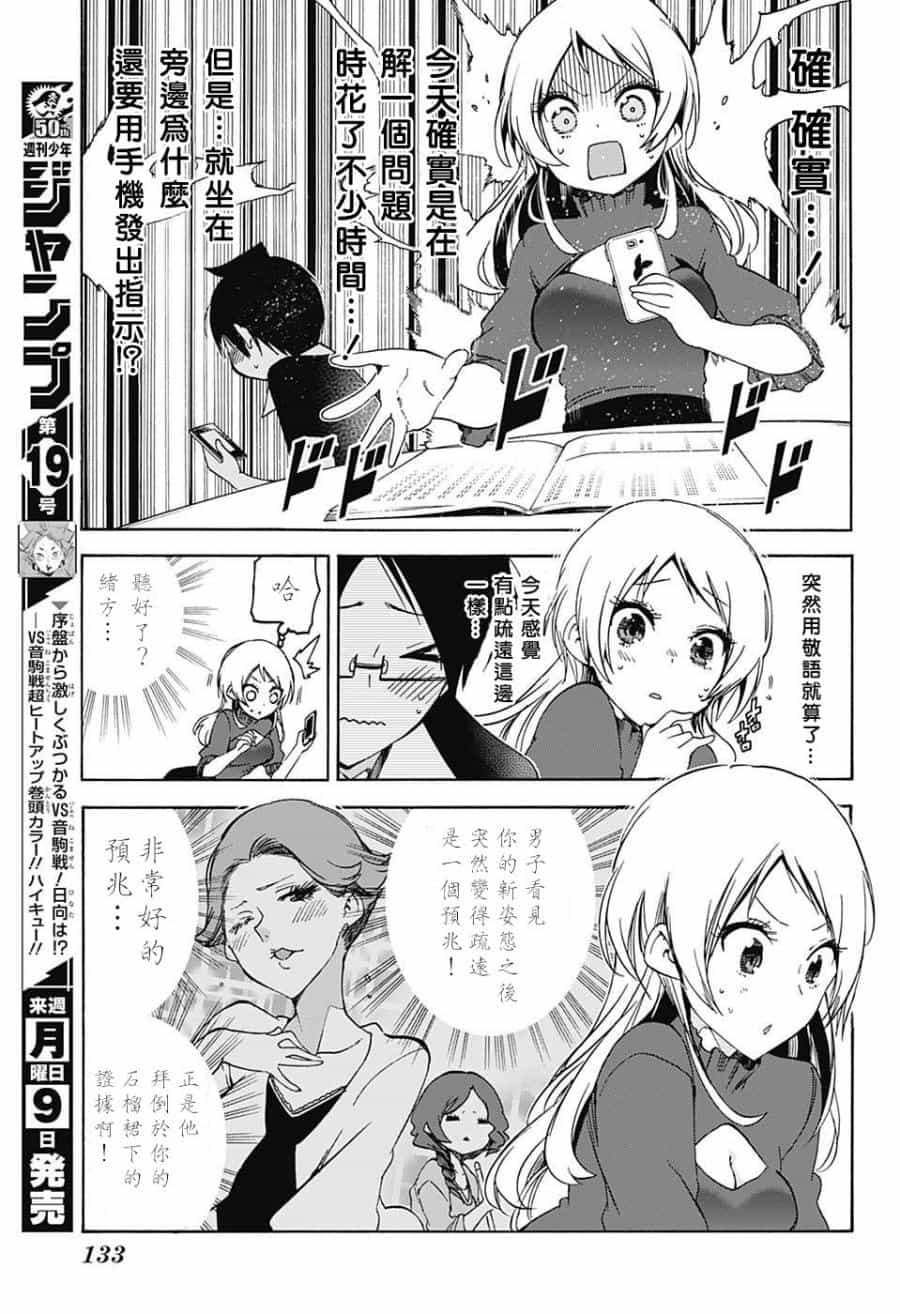 確、確實…！
今天確實是在
解一個問題
時花了不少時間…！
但是…就坐在
旁邊爲什麼
還要用手機發出指示!?
ドドドド
突然用敬語就算了…
今天感覺
有點疏遠這邊
一樣…
哈
聽好了？
緒方…
男子看見
你的新姿態之後
突然變得疏遠
是一個預兆！
非常好的
預兆…
正是他
拜倒於你的
石榴裙下的
證據啊！
50th
週刊少年
ジャンプ
第19号
▼序盤から激しくぶつかるVS音駒戦！日向は!?
―VS音駒戦超ヒートアップ巻頭カラー!!ハイキュー!!
来週
月曜日
9日
発売
133